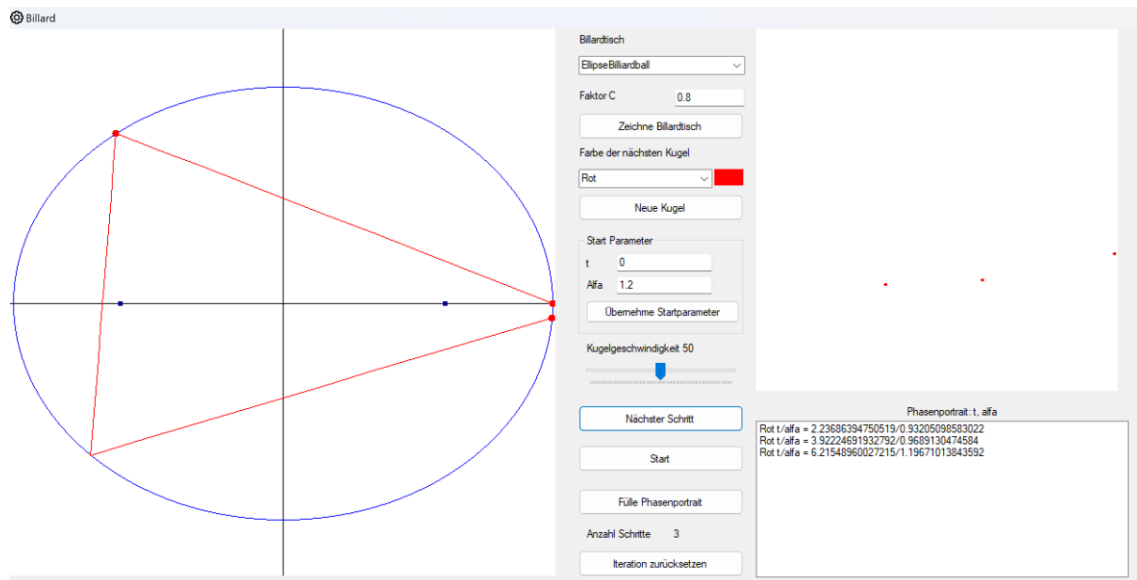 Billard
Billardtisch
EllipseBilliardball
Faktor C 0.8
Zeichne Billardtisch
Farbe der nächsten Kugel
Rot
Neue Kugel
Start Parameter
t 0
Alfa 1.2
Übernehme Startparameter
Kugelgeschwindigkeit 50
Nächster Schritt
Start
Fülle Phasenportrait
Anzahl Schritte 3
Iteration zurücksetzen
Phasenportrait: t, alfa
Rot t/alfa = 2.23686394750519/0.93205098583022
Rot t/alfa = 3.92224691932792/0.9689130474584
Rot t/alfa = 6.21548960027215/1.19671013843592